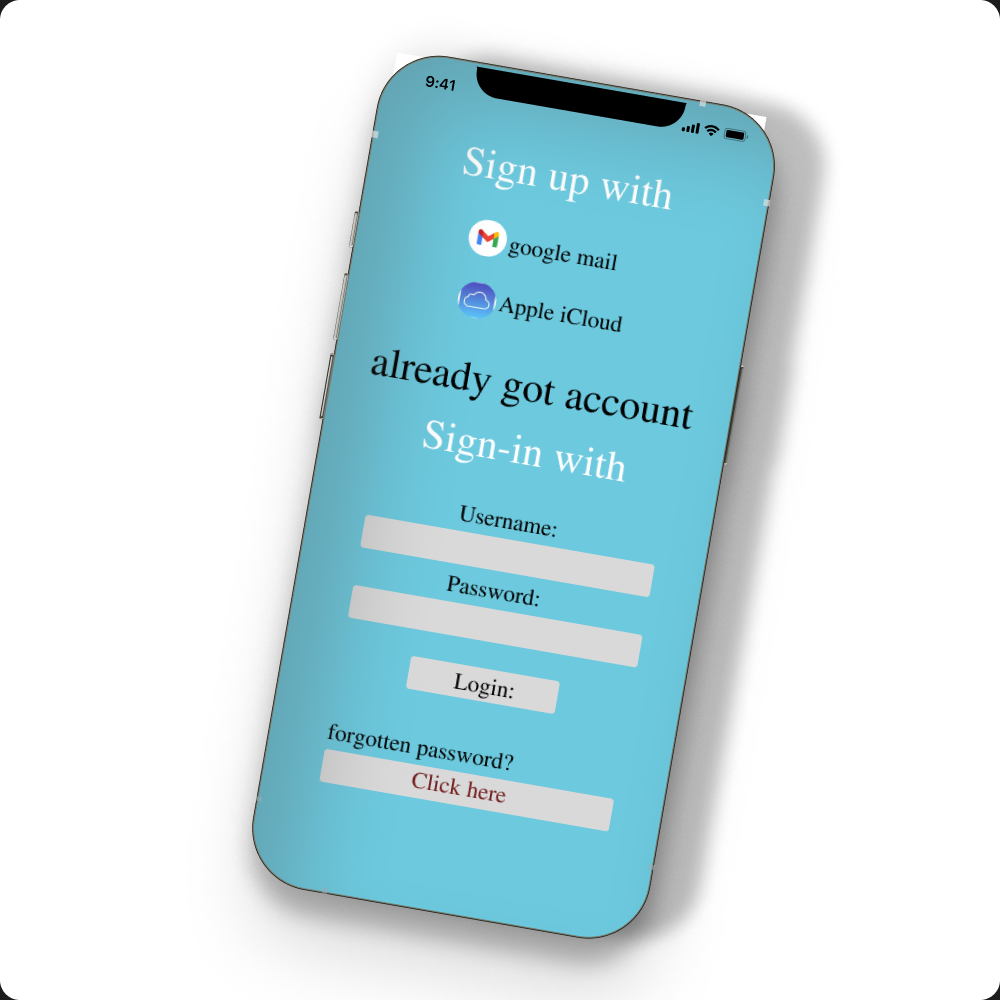 9:41
Sign up with
google mail
Apple iCloud
already got account
Sign-in with
Username:
Password:
Login:
forgotten password?
Click here